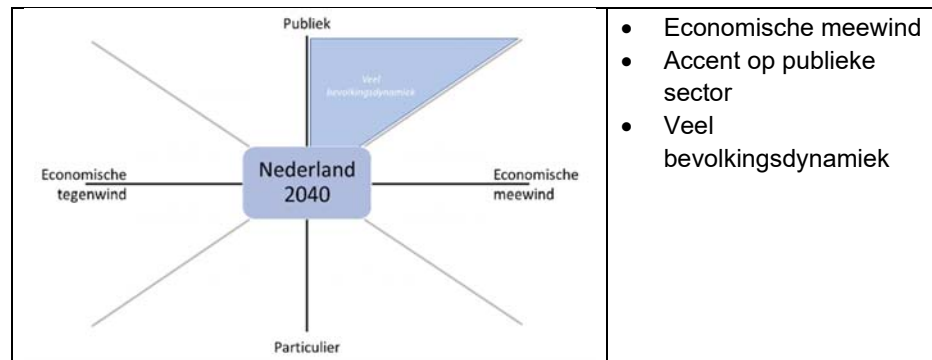 Publiek
Veel
bevolkingsdynamiek
Economische
tegenwind
Nederland
2040
Economische
meewind
Particulier
• Economische meewind
• Accent op publieke
sector
• Veel
bevolkingsdynamiek